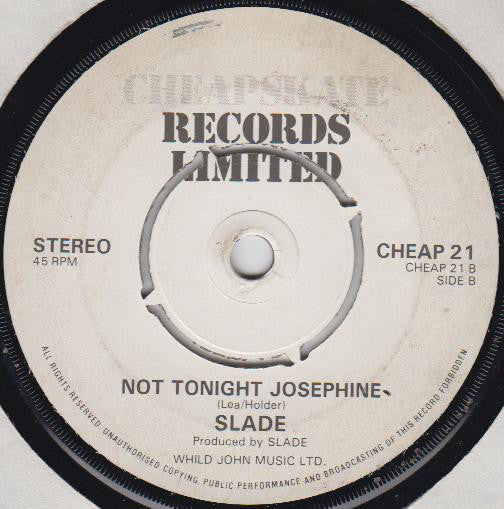 CHEAPSKATE
RECORDS
LIMITED
STEREO
45 RPM
CHEAP 21
CHEAP 21 B
SIDE B
NOT TONIGHT JOSEPHINE
(Lea/Holder)
SLADE
Produced by SLADE
WHILD JOHN MUSIC LTD.
ALL RIGHTS RESERVED. UNAUTHORISED COPYING, PUBLIC PERFORMANCE AND BROADCASTING OF THIS RECORD FORBIDDEN